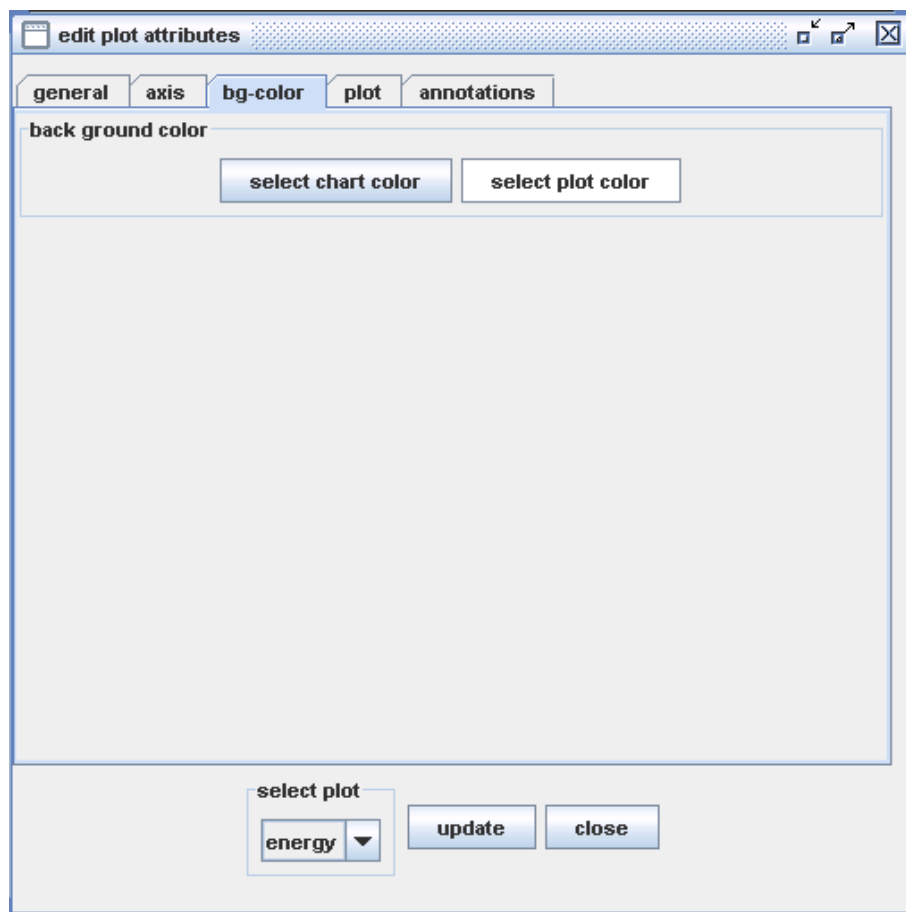 edit plot attributes
general axis bg-color plot annotations
back ground color
select chart color select plot color
select plot
energy update close